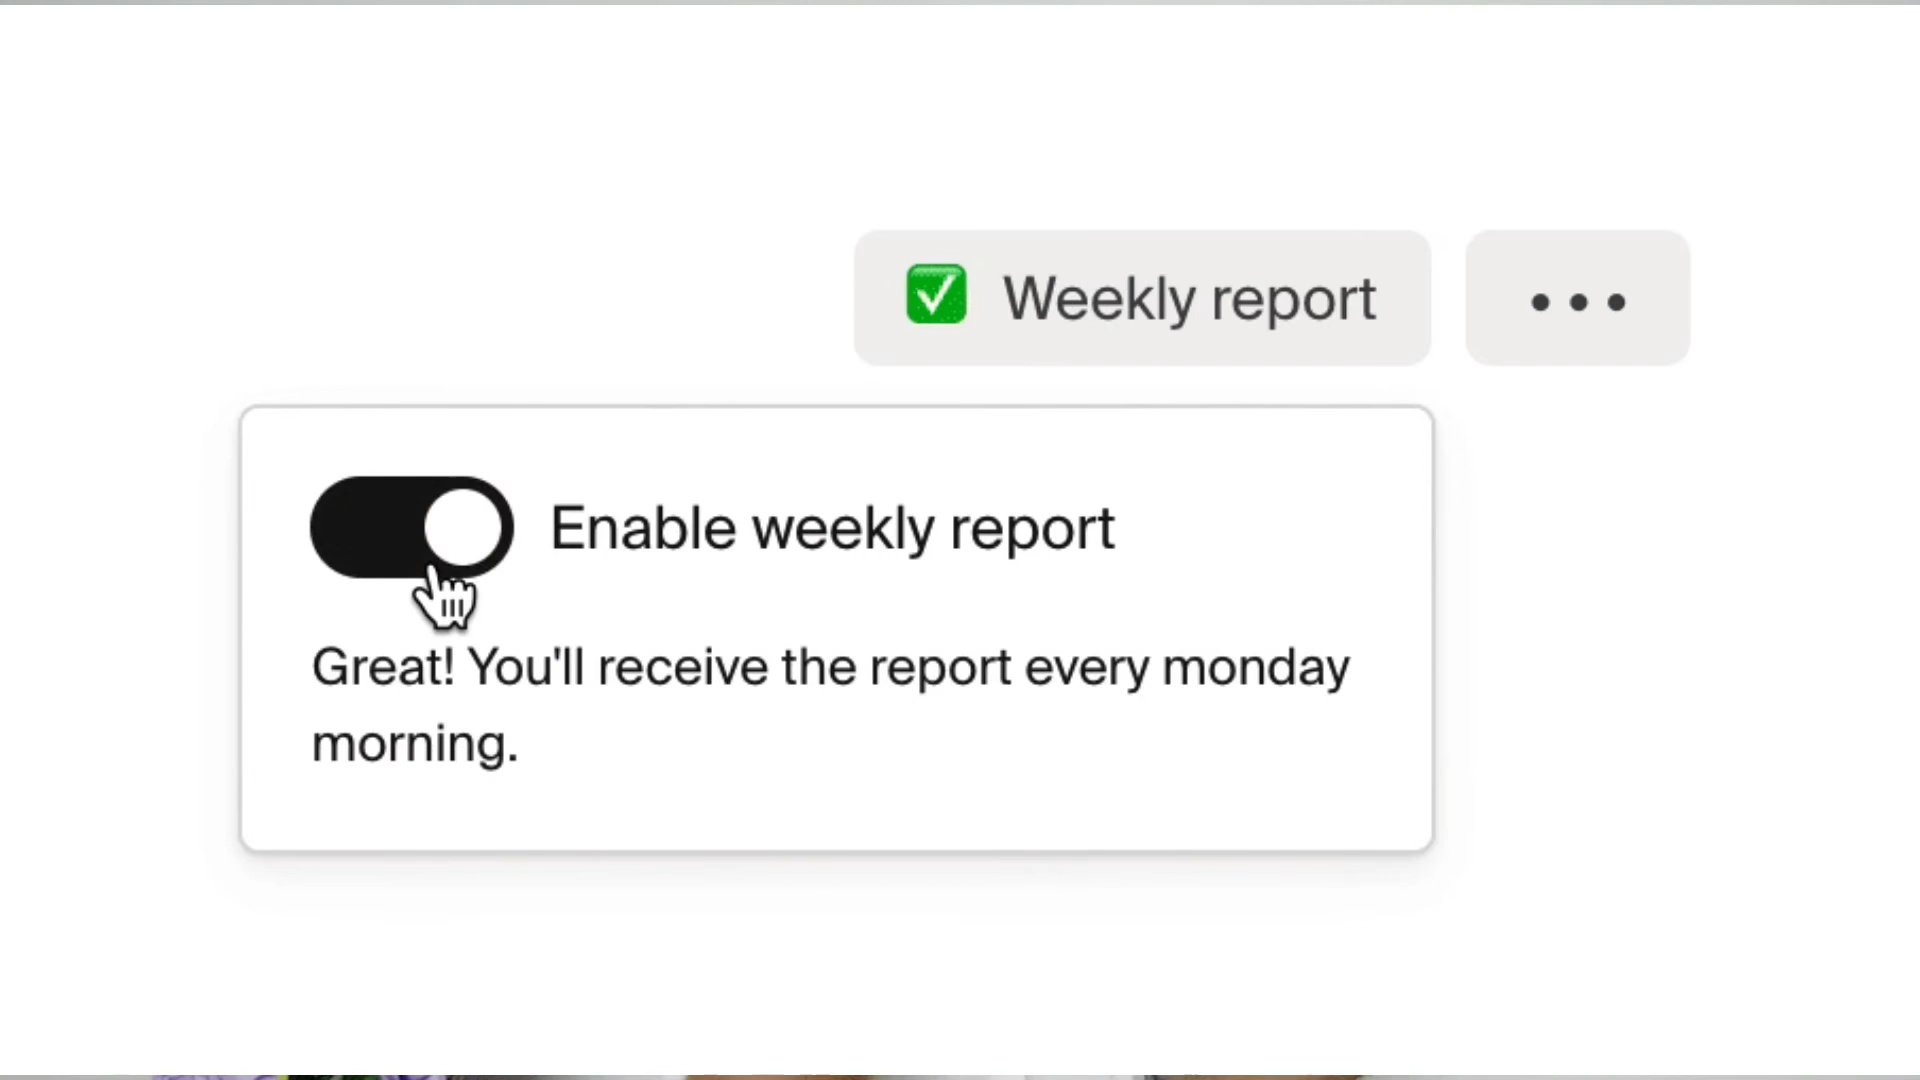 ✅ Weekly report
Enable weekly report
Great! You'll receive the report every monday
morning.